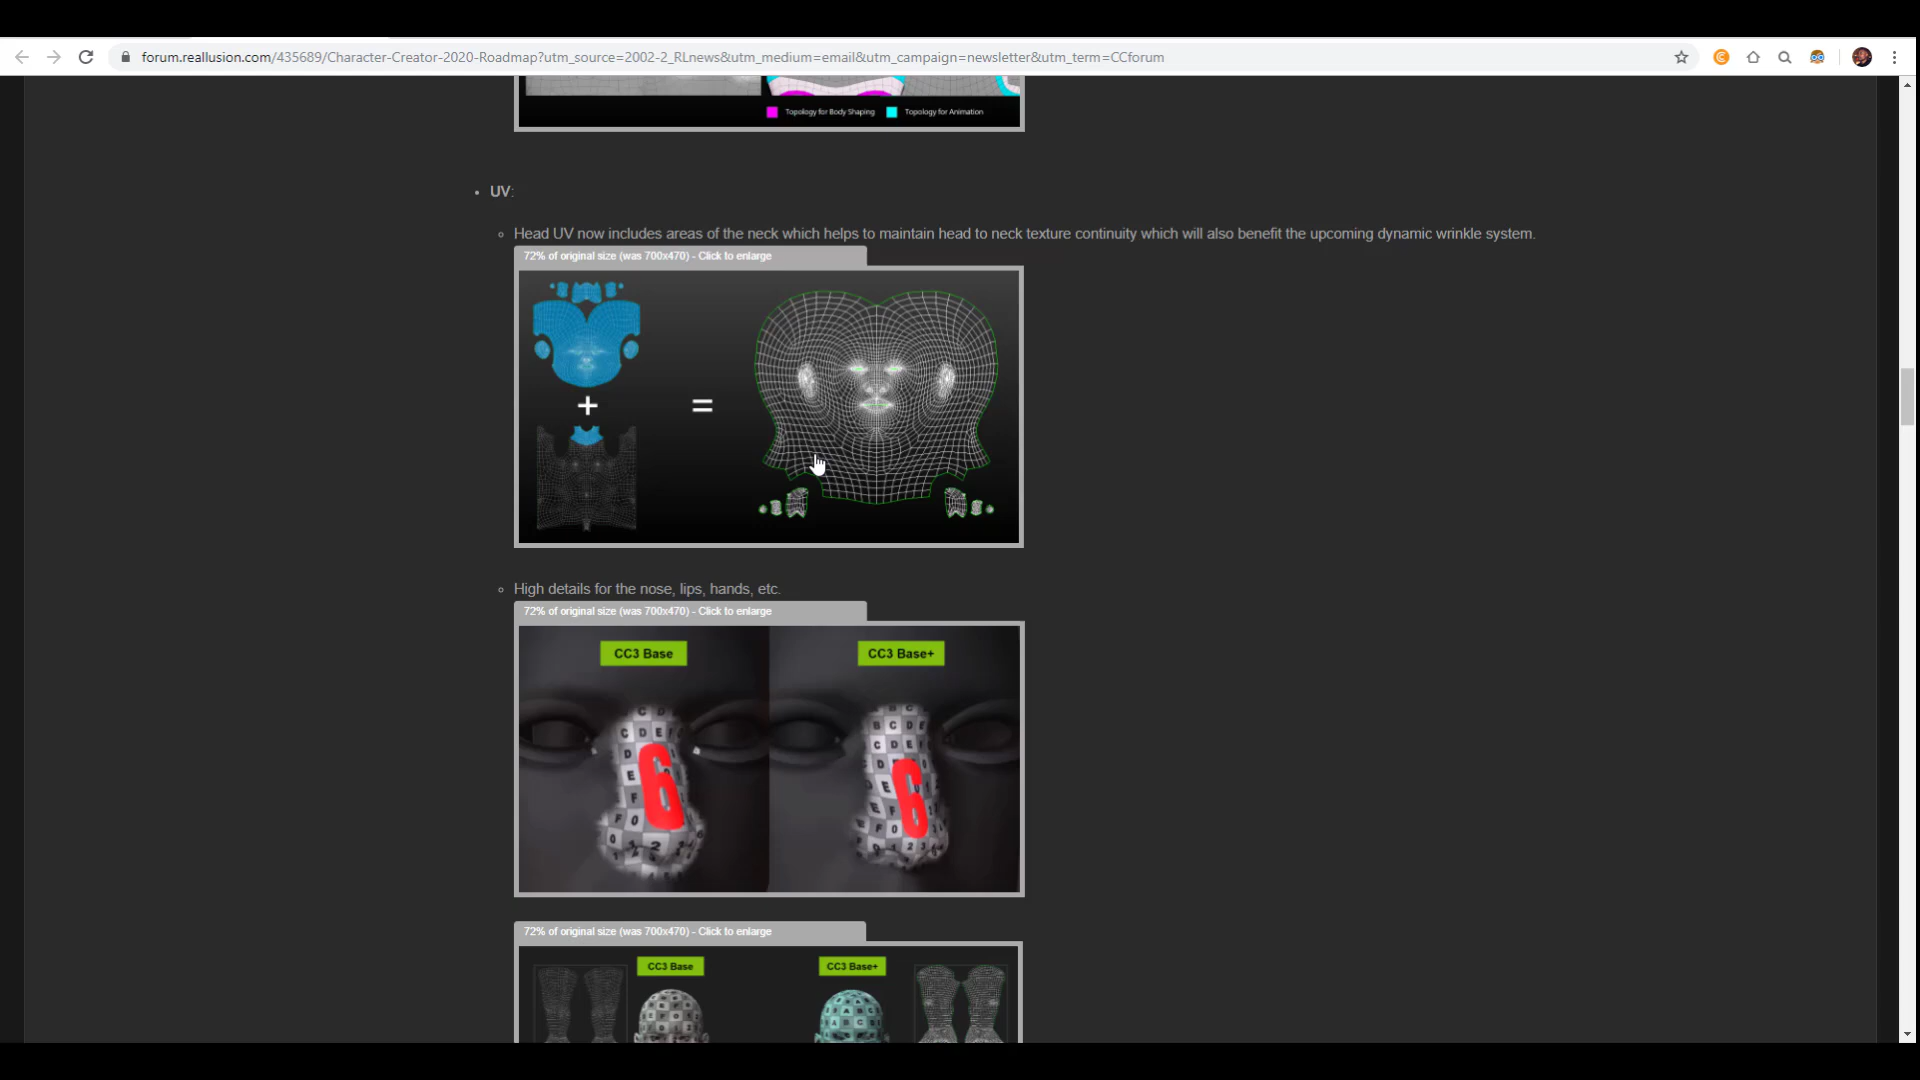 forum.reallusion.com/435689/Character-Creator-2020-Roadmap?utm_source=2002-2_RLnews&utm_medium=email&utm_campaign=newsletter&utm_term=CCforum
Topology for Body Shaping Topology for Animation
UV:
Head UV now includes areas of the neck which helps to maintain head to neck texture continuity which will also benefit the upcoming dynamic wrinkle system.
72% of original size (was 700x470) - Click to enlarge
+ =
High details for the nose, lips, hands, etc.
72% of original size (was 700x470) - Click to enlarge
CC3 Base CC3 Base+
6 6
72% of original size (was 700x470) - Click to enlarge
CC3 Base CC3 Base+